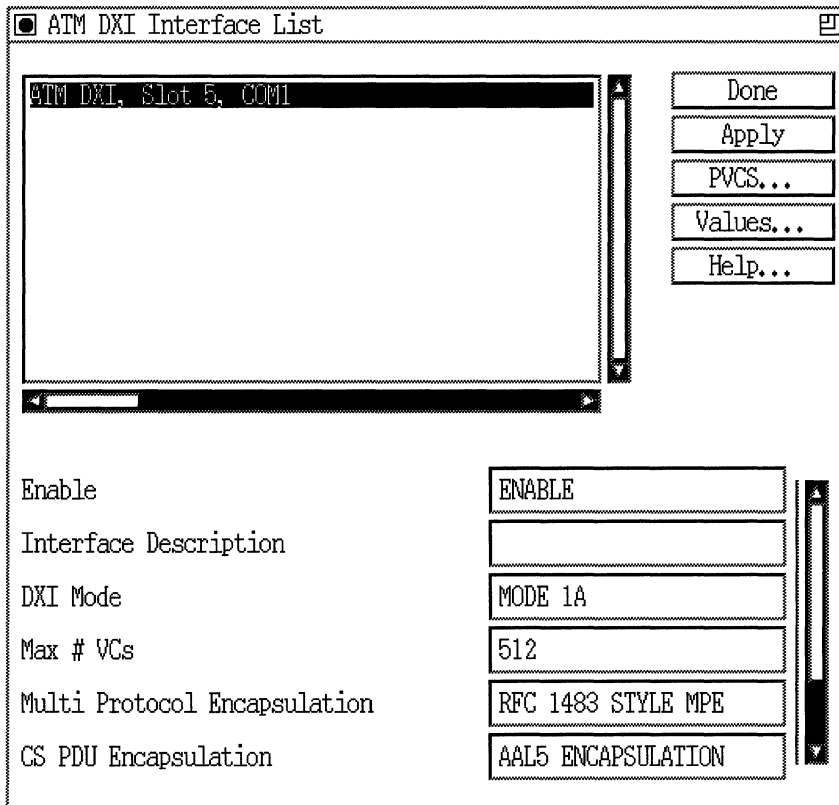 ATM DXI Interface List
ATM DXI, Slot 5, COM1
Done
Apply
PVCS...
Values...
Help...
Enable ENABLE
Interface Description
DXI Mode MODE 1A
Max # VCs 512
Multi Protocol Encapsulation RFC 1483 STYLE MPE
CS PDU Encapsulation AAL5 ENCAPSULATION